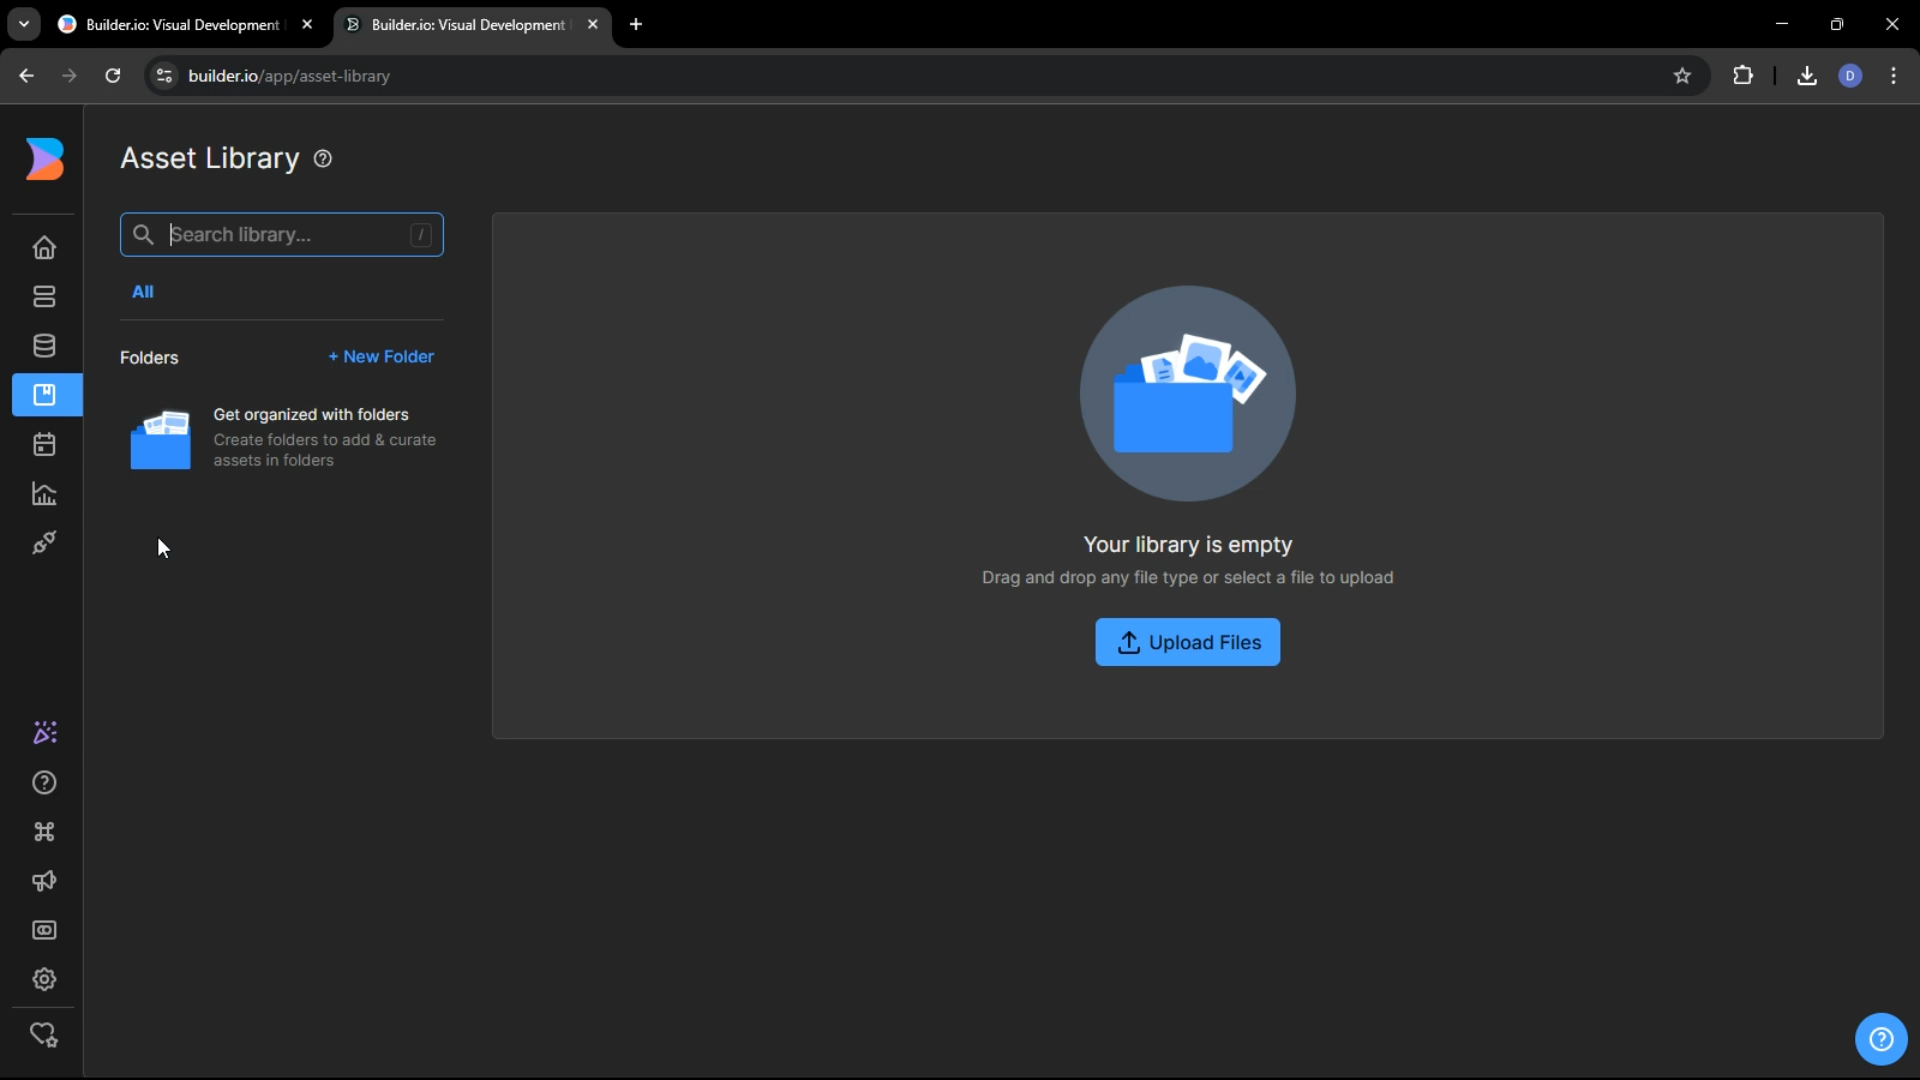 Builder.io: Visual Development
Builder.io: Visual Development
builder.io/app/asset-library
D
Asset Library
Search library...
/
All
Folders
+ New Folder
Get organized with folders
Create folders to add & curate
assets in folders
Your library is empty
Drag and drop any file type or select a file to upload
Upload Files